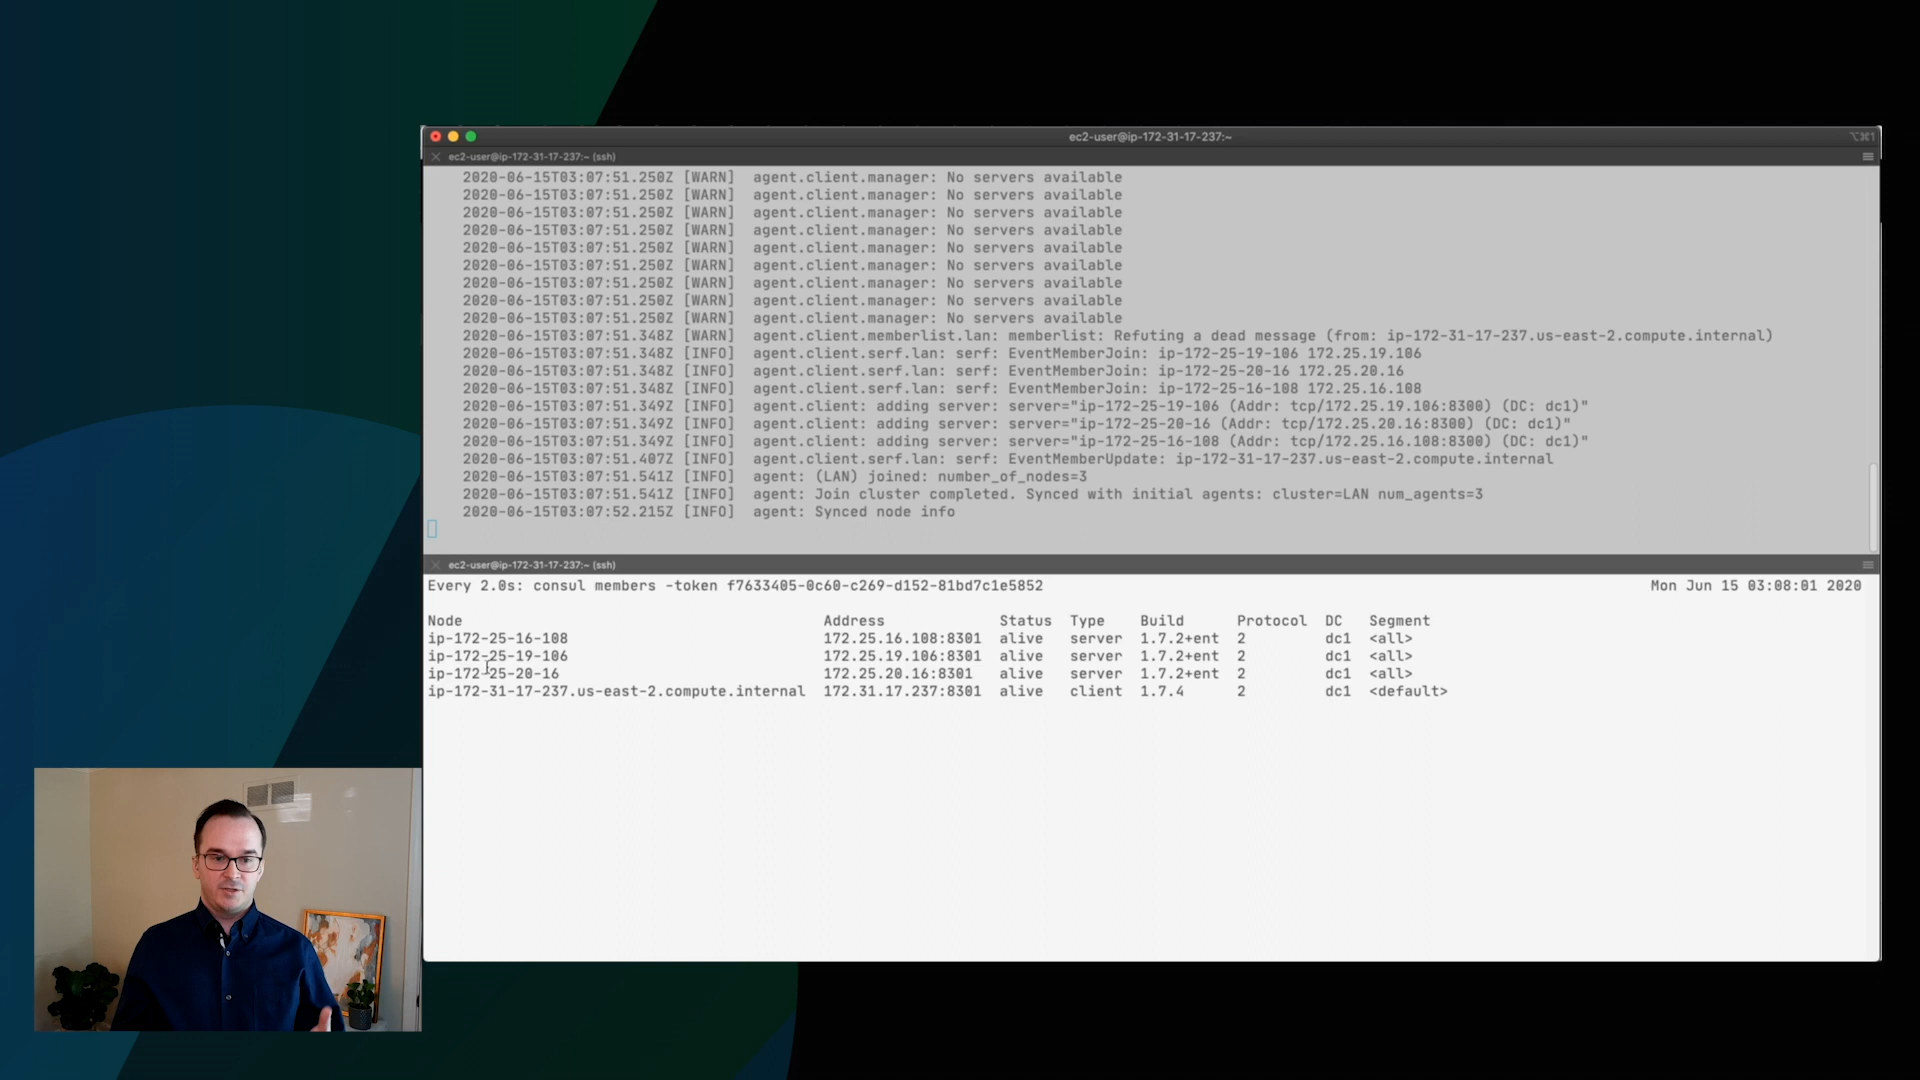 ec2-user@ip-172-31-17-237:~
⌥⌘1
ec2-user@ip-172-31-17-237:~ (ssh)
2020-06-15T03:07:51.250Z [WARN]  agent.client.manager: No servers available
2020-06-15T03:07:51.250Z [WARN]  agent.client.manager: No servers available
2020-06-15T03:07:51.250Z [WARN]  agent.client.manager: No servers available
2020-06-15T03:07:51.250Z [WARN]  agent.client.manager: No servers available
2020-06-15T03:07:51.250Z [WARN]  agent.client.manager: No servers available
2020-06-15T03:07:51.250Z [WARN]  agent.client.manager: No servers available
2020-06-15T03:07:51.250Z [WARN]  agent.client.manager: No servers available
2020-06-15T03:07:51.250Z [WARN]  agent.client.manager: No servers available
2020-06-15T03:07:51.250Z [WARN]  agent.client.manager: No servers available
2020-06-15T03:07:51.348Z [WARN]  agent.client.memberlist.lan: memberlist: Refuting a dead message (from: ip-172-31-17-237.us-east-2.compute.internal)
2020-06-15T03:07:51.348Z [INFO]  agent.client.serf.lan: serf: EventMemberJoin: ip-172-25-19-106 172.25.19.106
2020-06-15T03:07:51.348Z [INFO]  agent.client.serf.lan: serf: EventMemberJoin: ip-172-25-20-16 172.25.20.16
2020-06-15T03:07:51.348Z [INFO]  agent.client.serf.lan: serf: EventMemberJoin: ip-172-25-16-108 172.25.16.108
2020-06-15T03:07:51.349Z [INFO]  agent.client: adding server: server="ip-172-25-19-106 (Addr: tcp/172.25.19.106:8300) (DC: dc1)"
2020-06-15T03:07:51.349Z [INFO]  agent.client: adding server: server="ip-172-25-20-16 (Addr: tcp/172.25.20.16:8300) (DC: dc1)"
2020-06-15T03:07:51.349Z [INFO]  agent.client: adding server: server="ip-172-25-16-108 (Addr: tcp/172.25.16.108:8300) (DC: dc1)"
2020-06-15T03:07:51.407Z [INFO]  agent.client.serf.lan: serf: EventMemberUpdate: ip-172-31-17-237.us-east-2.compute.internal
2020-06-15T03:07:51.541Z [INFO]  agent: (LAN) joined: number_of_nodes=3
2020-06-15T03:07:51.541Z [INFO]  agent: Join cluster completed. Synced with initial agents: cluster=LAN num_agents=3
2020-06-15T03:07:52.215Z [INFO]  agent: Synced node info
ec2-user@ip-172-31-17-237:~ (ssh)
Every 2.0s: consul members -token f7633405-0c60-c269-d152-81bd7c1e5852 Mon Jun 15 03:08:01 2020
Node Address Status Type Build Protocol DC Segment
ip-172-25-16-108 172.25.16.108:8301 alive server 1.7.2+ent 2 dc1 <all>
ip-172-25-19-106 172.25.19.106:8301 alive server 1.7.2+ent 2 dc1 <all>
ip-172-25-20-16 172.25.20.16:8301 alive server 1.7.2+ent 2 dc1 <all>
ip-172-31-17-237.us-east-2.compute.internal 172.31.17.237:8301 alive client 1.7.4 2 dc1 <default>